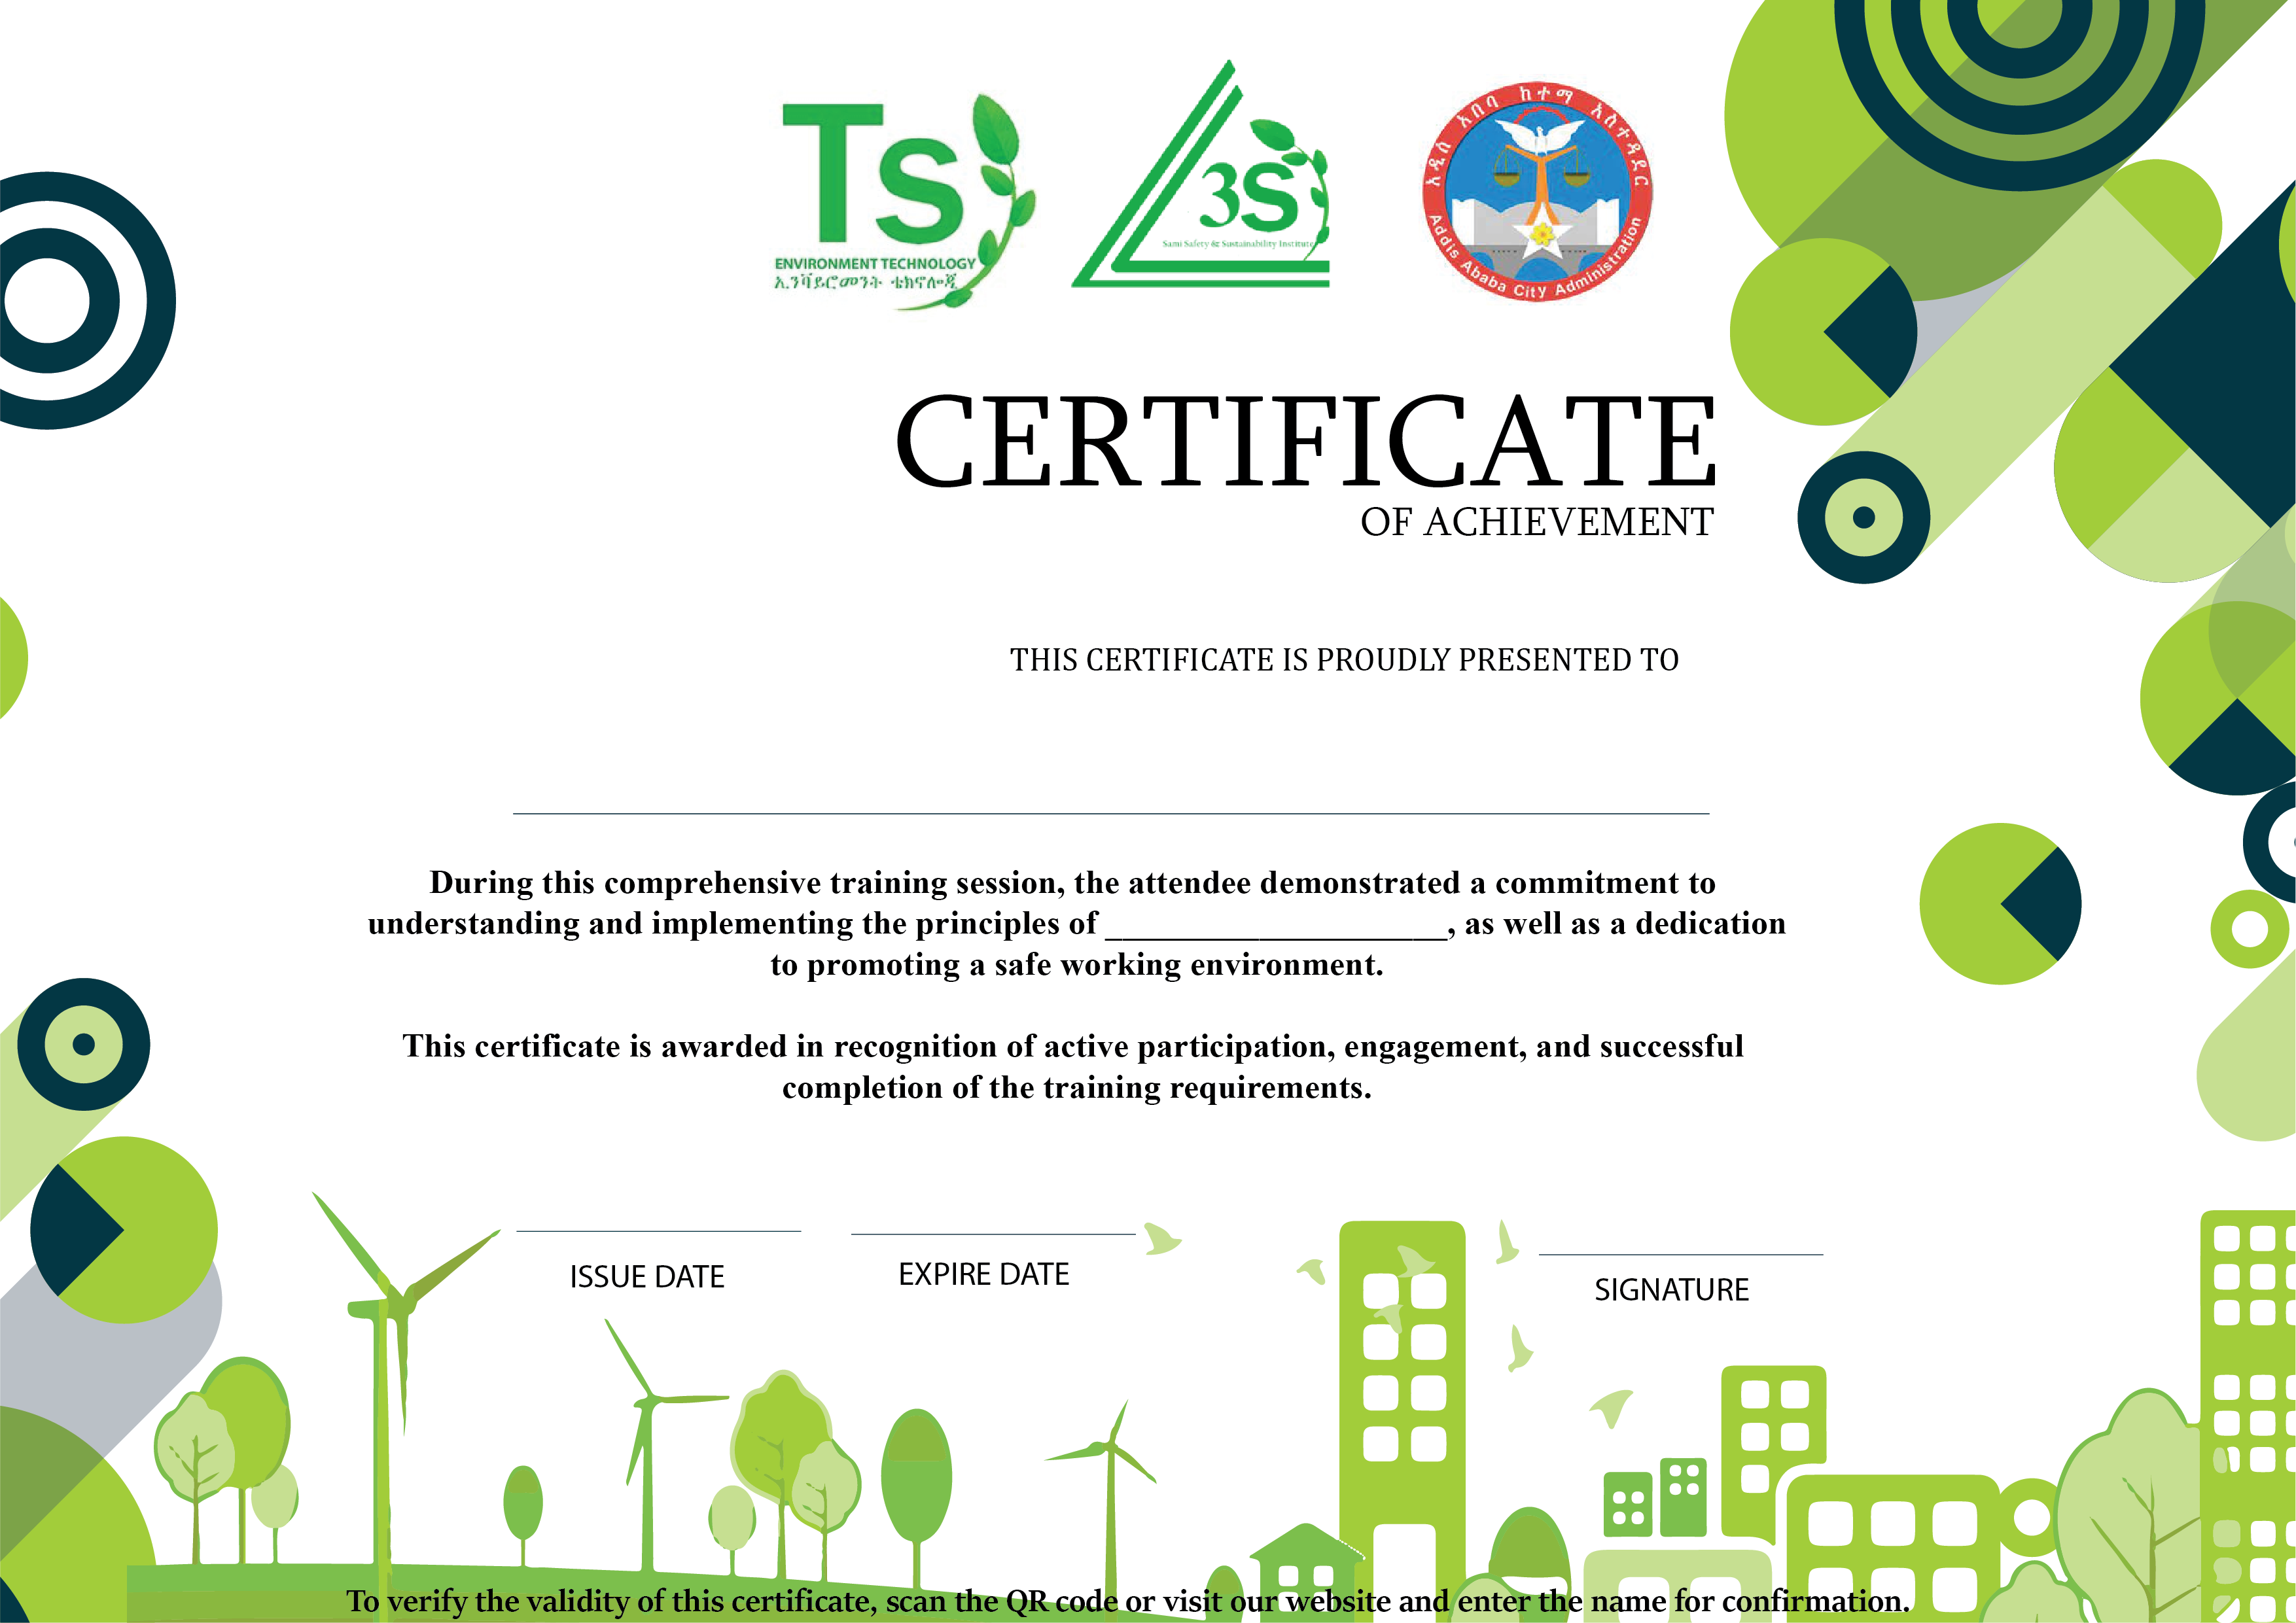 Ts
ENVIRONMENT TECHNOLOGY
ኢንቫይሮመንት ቴክኖሎጂ
3S
Sami Safety & Sustainability Institute
አዲስ አበባ ከተማ አስተዳደር
Addis Ababa City Administration
CERTIFICATE
OF ACHIEVEMENT
THIS CERTIFICATE IS PROUDLY PRESENTED TO
During this comprehensive training session, the attendee demonstrated a commitment to
understanding and implementing the principles of ____________________, as well as a dedication
to promoting a safe working environment.
This certificate is awarded in recognition of active participation, engagement, and successful
completion of the training requirements.
ISSUE DATE
EXPIRE DATE
SIGNATURE
To verify the validity of this certificate, scan the QR code or visit our website and enter the name for confirmation.